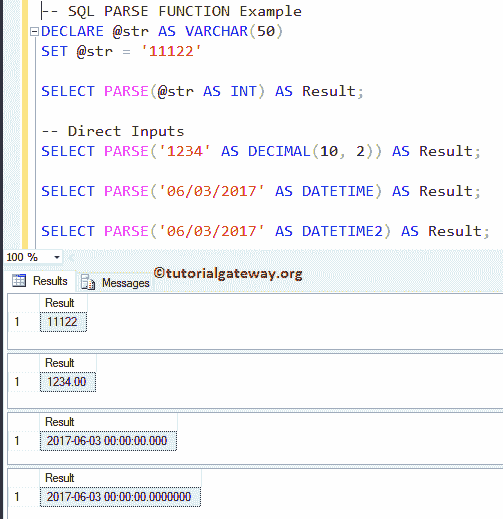 -- SQL PARSE FUNCTION Example
DECLARE @str AS VARCHAR(50)
SET @str = '11122'
SELECT PARSE(@str AS INT) AS Result;
-- Direct Inputs
SELECT PARSE('1234' AS DECIMAL(10, 2)) AS Result;
SELECT PARSE('06/03/2017' AS DATETIME) AS Result;
SELECT PARSE('06/03/2017' AS DATETIME2) AS Result;
100 %
©tutorialgateway.org
Results Messages
Result
1 11122
Result
1 1234.00
Result
1 2017-06-03 00:00:00.000
Result
1 2017-06-03 00:00:00.0000000